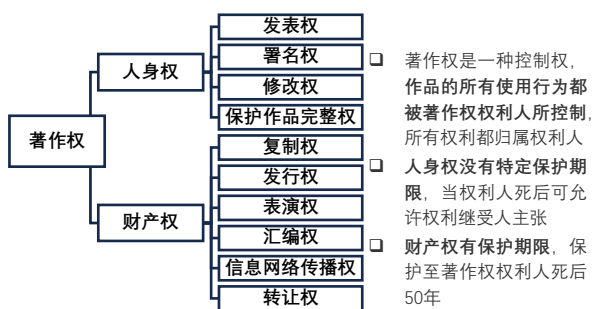 著作权
人身权
发表权
署名权
修改权
保护作品完整权
财产权
复制权
发行权
表演权
汇编权
信息网络传播权
转让权
著作权是一种控制权，
作品的所有使用行为都
被著作权权利人所控制，
所有权利都归属权利人
人身权没有特定保护期
限，当权利人死后可允
许权利继受人主张
财产权有保护期限，保
护至著作权权利人死后
50年